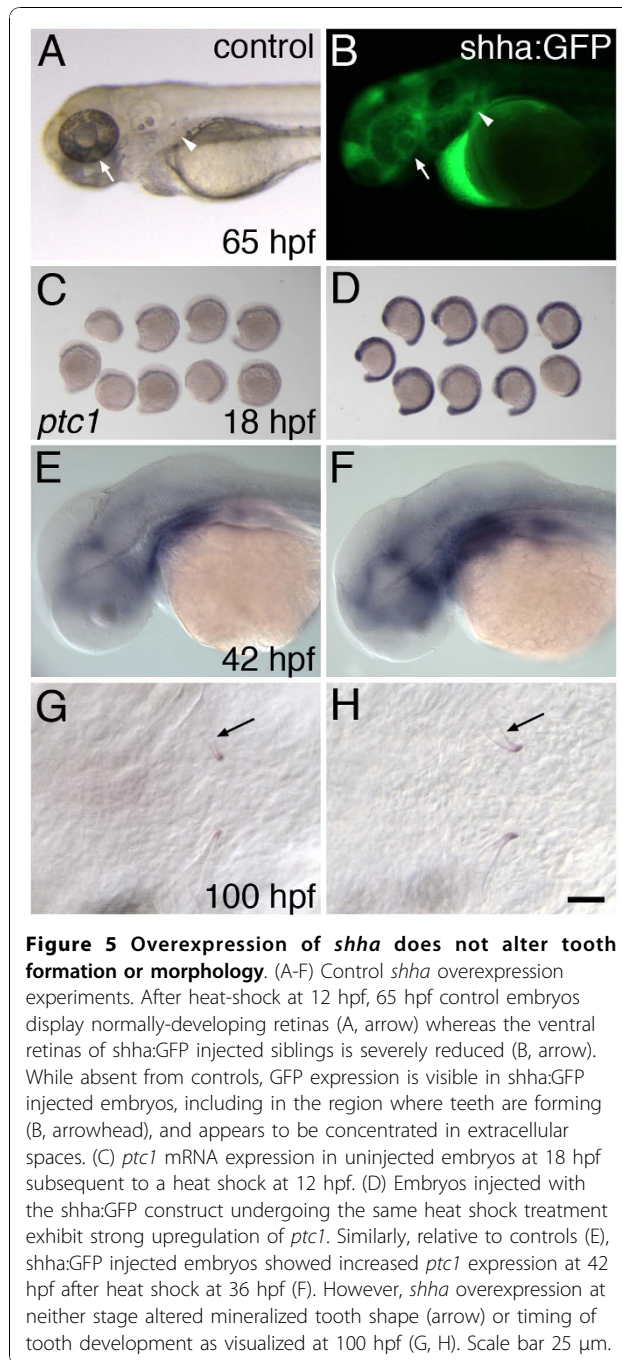 A control
B shha:GFP
65 hpf
C
D
ptc1 18 hpf
E
F
42 hpf
G
H
100 hpf
Figure 5 Overexpression of shha does not alter tooth
formation or morphology. (A-F) Control shha overexpression
experiments. After heat-shock at 12 hpf, 65 hpf control embryos
display normally-developing retinas (A, arrow) whereas the ventral
retinas of shha:GFP injected siblings is severely reduced (B, arrow).
While absent from controls, GFP expression is visible in shha:GFP
injected embryos, including in the region where teeth are forming
(B, arrowhead), and appears to be concentrated in extracellular
spaces. (C) ptc1 mRNA expression in uninjected embryos at 18 hpf
subsequent to a heat shock at 12 hpf. (D) Embryos injected with
the shha:GFP construct undergoing the same heat shock treatment
exhibit strong upregulation of ptc1. Similarly, relative to controls (E),
shha:GFP injected embryos showed increased ptc1 expression at 42
hpf after heat shock at 36 hpf (F). However, shha overexpression at
neither stage altered mineralized tooth shape (arrow) or timing of
tooth development as visualized at 100 hpf (G, H). Scale bar 25 μm.